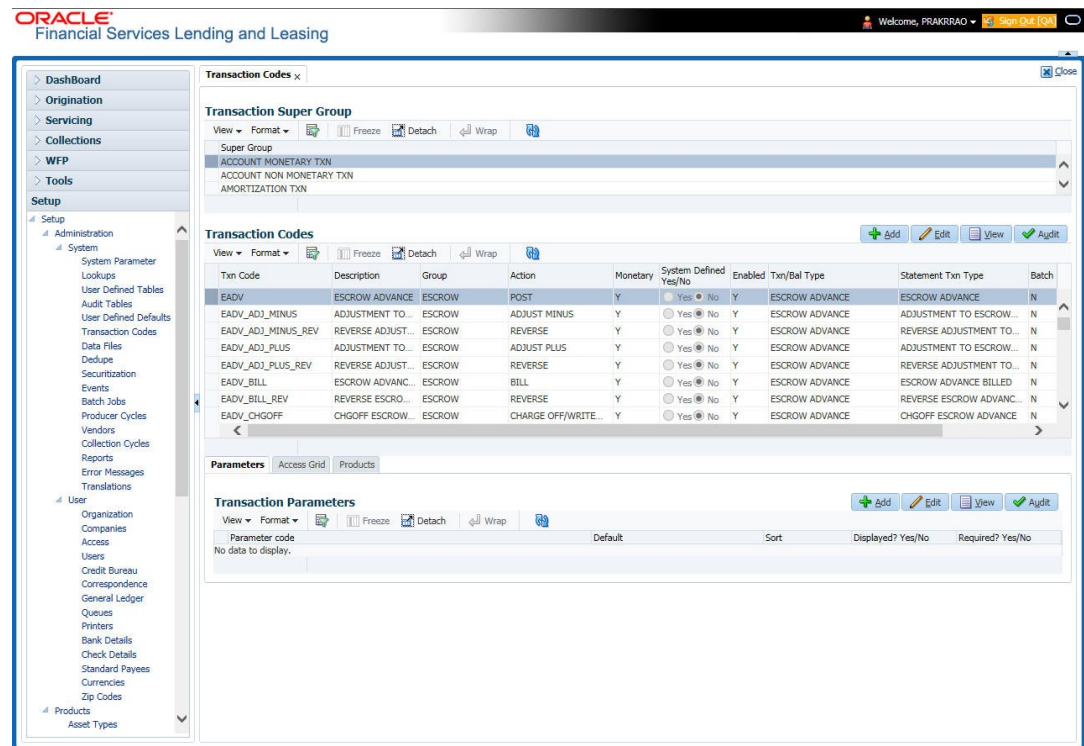 ORACLE
Financial Services Lending and Leasing
Welcome, PRAKRRAO
Sign Out [QA]
DashBoard
Origination
Servicing
Collections
WFP
Tools
Setup
Setup
Administration
System
System Parameter
Lookups
User Defined Tables
Audit Tables
User Defined Defaults
Transaction Codes
Data Files
Dedupe
Securitization
Events
Batch Jobs
Producer Cycles
Vendors
Collection Cycles
Reports
Error Messages
Translations
User
Organization
Companies
Access
Users
Credit Bureau
Correspondence
General Ledger
Queues
Printers
Bank Details
Check Details
Standard Payees
Currencies
Zip Codes
Products
Asset Types
Transaction Codes x
Close
Transaction Super Group
View Format Freeze Detach Wrap
Super Group
ACCOUNT MONETARY TXN
ACCOUNT NON MONETARY TXN
AMORTIZATION TXN
Transaction Codes
Add Edit View Audit
View Format Freeze Detach Wrap
Txn Code Description Group Action Monetary System Defined Yes/No Enabled Txn/Bal Type Statement Txn Type Batch
EADV ESCROW ADVANCE ESCROW POST Y Yes No Y ESCROW ADVANCE ESCROW ADVANCE N
EADV_ADJ_MINUS ADJUSTMENT TO... ESCROW ADJUST MINUS Y Yes No Y ESCROW ADVANCE ADJUSTMENT TO ESCROW... N
EADV_ADJ_MINUS_REV REVERSE ADJUST... ESCROW REVERSE Y Yes No Y ESCROW ADVANCE REVERSE ADJUSTMENT TO... N
EADV_ADJ_PLUS ADJUSTMENT TO... ESCROW ADJUST PLUS Y Yes No Y ESCROW ADVANCE ADJUSTMENT TO ESCROW... N
EADV_ADJ_PLUS_REV REVERSE ADJUST... ESCROW REVERSE Y Yes No Y ESCROW ADVANCE REVERSE ADJUSTMENT TO... N
EADV_BILL ESCROW ADVANC... ESCROW BILL Y Yes No Y ESCROW ADVANCE ESCROW ADVANCE BILLED N
EADV_BILL_REV REVERSE ESCRO... ESCROW REVERSE Y Yes No Y ESCROW ADVANCE REVERSE ESCROW ADVANC... N
EADV_CHGOFF CHGOFF ESCROW... ESCROW CHARGE OFF/WRITE... Y Yes No Y ESCROW ADVANCE CHGOFF ESCROW ADVANCE N
Parameters Access Grid Products
Transaction Parameters
Add Edit View Audit
View Format Freeze Detach Wrap
Parameter code Default Sort Displayed? Yes/No Required? Yes/No
No data to display.